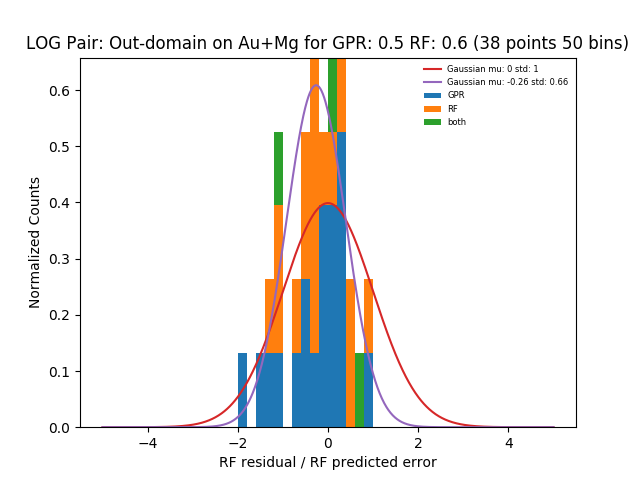 LOG Pair: Out-domain on Au+Mg for GPR: 0.5 RF: 0.6 (38 points 50 bins)
Gaussian mu: 0 std: 1
Gaussian mu: -0.26 std: 0.66
GPR
RF
both
Normalized Counts
0.6
0.5
0.4
0.3
0.2
0.1
0.0
−4 −2 0 2 4
RF residual / RF predicted error